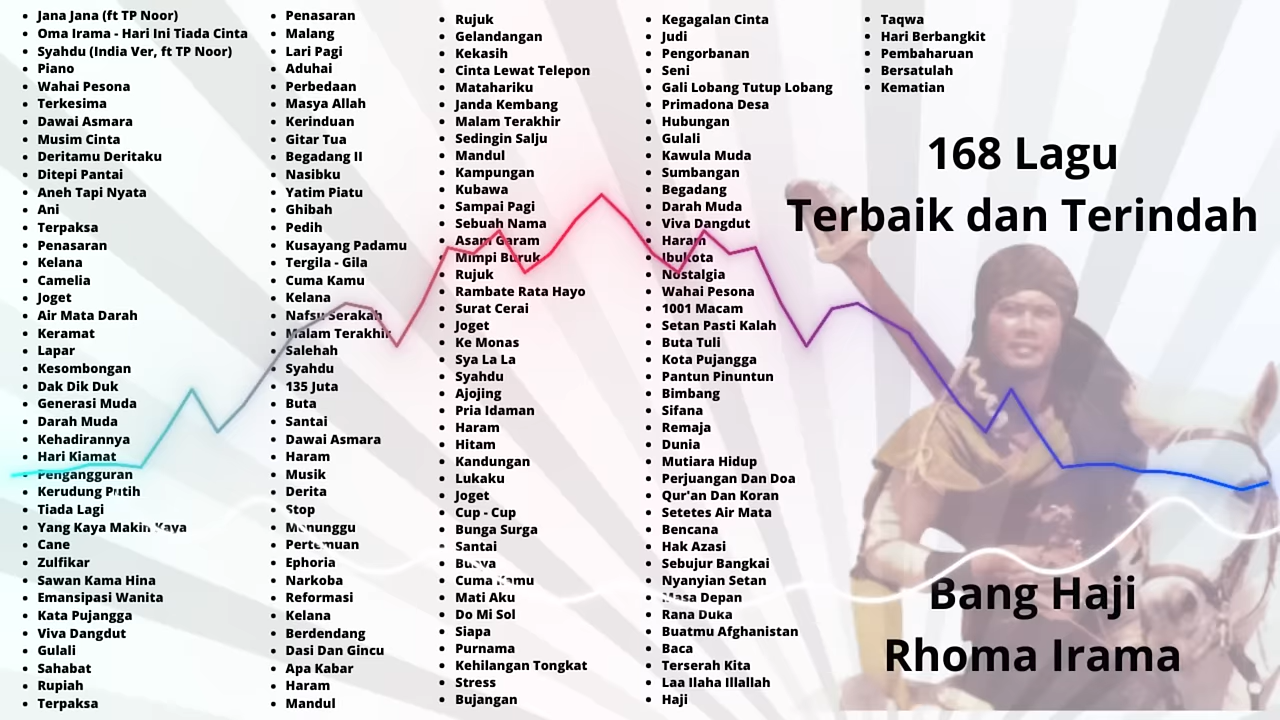 Jana Jana (ft TP Noor)
Oma Irama - Hari Ini Tiada Cinta
Syahdu (India Ver, ft TP Noor)
Piano
Wahai Pesona
Terkesima
Dawai Asmara
Musim Cinta
Deritamu Deritaku
Ditepi Pantai
Aneh Tapi Nyata
Ani
Terpaksa
Penasaran
Kelana
Camelia
Joget
Air Mata Darah
Keramat
Lapar
Kesombongan
Dak Dik Duk
Generasi Muda
Darah Muda
Kehadirannya
Hari Kiamat
Pengangguran
Kerudung Putih
Tiada Lagi
Yang Kaya Makin Kaya
Cane
Zulfikar
Sawan Kama Hina
Emansipasi Wanita
Kata Pujangga
Viva Dangdut
Gulali
Sahabat
Rupiah
Terpaksa
Penasaran
Malang
Lari Pagi
Aduhai
Perbedaan
Masya Allah
Kerinduan
Gitar Tua
Begadang II
Nasibku
Yatim Piatu
Ghibah
Pedih
Kusayang Padamu
Tergila - Gila
Cuma Kamu
Kelana
Nafsu Serakah
Malam Terakhir
Salehah
Syahdu
135 Juta
Buta
Santai
Dawai Asmara
Haram
Musik
Derita
Stop
Menunggu
Pertemuan
Ephoria
Narkoba
Reformasi
Kelana
Berdendang
Dasi Dan Gincu
Apa Kabar
Haram
Mandul
Rujuk
Gelandangan
Kekasih
Cinta Lewat Telepon
Matahariku
Janda Kembang
Malam Terakhir
Sedingin Salju
Mandul
Kampungan
Kubawa
Sampai Pagi
Sebuah Nama
Asam Garam
Mimpi Buruk
Rujuk
Rambate Rata Hayo
Surat Cerai
Joget
Ke Monas
Sya La La
Syahdu
Ajojing
Pria Idaman
Haram
Hitam
Kandungan
Lukaku
Joget
Cup - Cup
Bunga Surga
Santai
Buaya
Cuma Kamu
Mati Aku
Do Mi Sol
Siapa
Purnama
Kehilangan Tongkat
Stress
Bujangan
Kegagalan Cinta
Judi
Pengorbanan
Seni
Gali Lobang Tutup Lobang
Primadona Desa
Hubungan
Gulali
Kawula Muda
Sumbangan
Begadang
Darah Muda
Viva Dangdut
Haram
Ibukota
Nostalgia
Wahai Pesona
1001 Macam
Setan Pasti Kalah
Buta Tuli
Kota Pujangga
Pantun Pinuntun
Bimbang
Sifana
Remaja
Dunia
Mutiara Hidup
Perjuangan Dan Doa
Qur'an Dan Koran
Setetes Air Mata
Bencana
Hak Azasi
Sebujur Bangkai
Nyanyian Setan
Masa Depan
Rana Duka
Buatmu Afghanistan
Baca
Terserah Kita
Laa Ilaha Illallah
Haji
Taqwa
Hari Berbangkit
Pembaharuan
Bersatulah
Kematian
168 Lagu
Terbaik dan Terindah
Bang Haji
Rhoma Irama